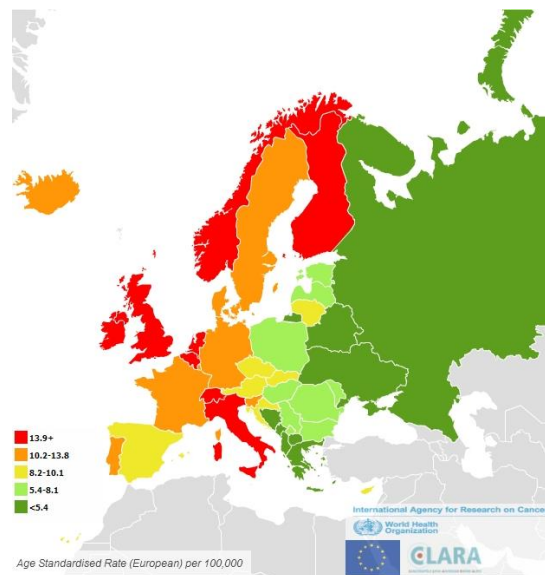 13.9+
10.2-13.8
8.2-10.1
5.4-8.1
<5.4
International Agency for Research on Cance
World Health
Organization
CLARA
Age Standardised Rate (European) per 100,000